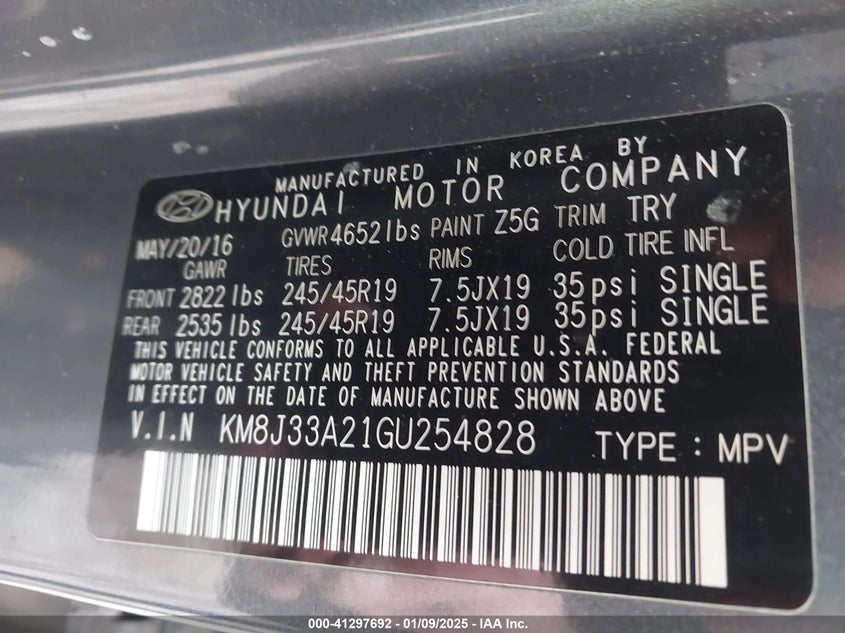 MANUFACTURED IN KOREA BY
HYUNDAI MOTOR COMPANY
MAY/20/16 GVWR 4652 lbs PAINT Z5G TRIM TRY
GAWR TIRES RIMS COLD TIRE INFL
FRONT 2822 lbs 245/45R19 7.5JX19 35psi SINGLE
REAR 2535 lbs 245/45R19 7.5JX19 35psi SINGLE
THIS VEHICLE CONFORMS TO ALL APPLICABLE U.S.A. FEDERAL
MOTOR VEHICLE SAFETY AND THEFT PREVENTION STANDARDS
IN EFFECT ON THE DATE OF MANUFACTURE SHOWN ABOVE
V.I.N KM8J33A21GU254828 TYPE : MPV
000-41297692 - 01/09/2025 - © IAA Inc.